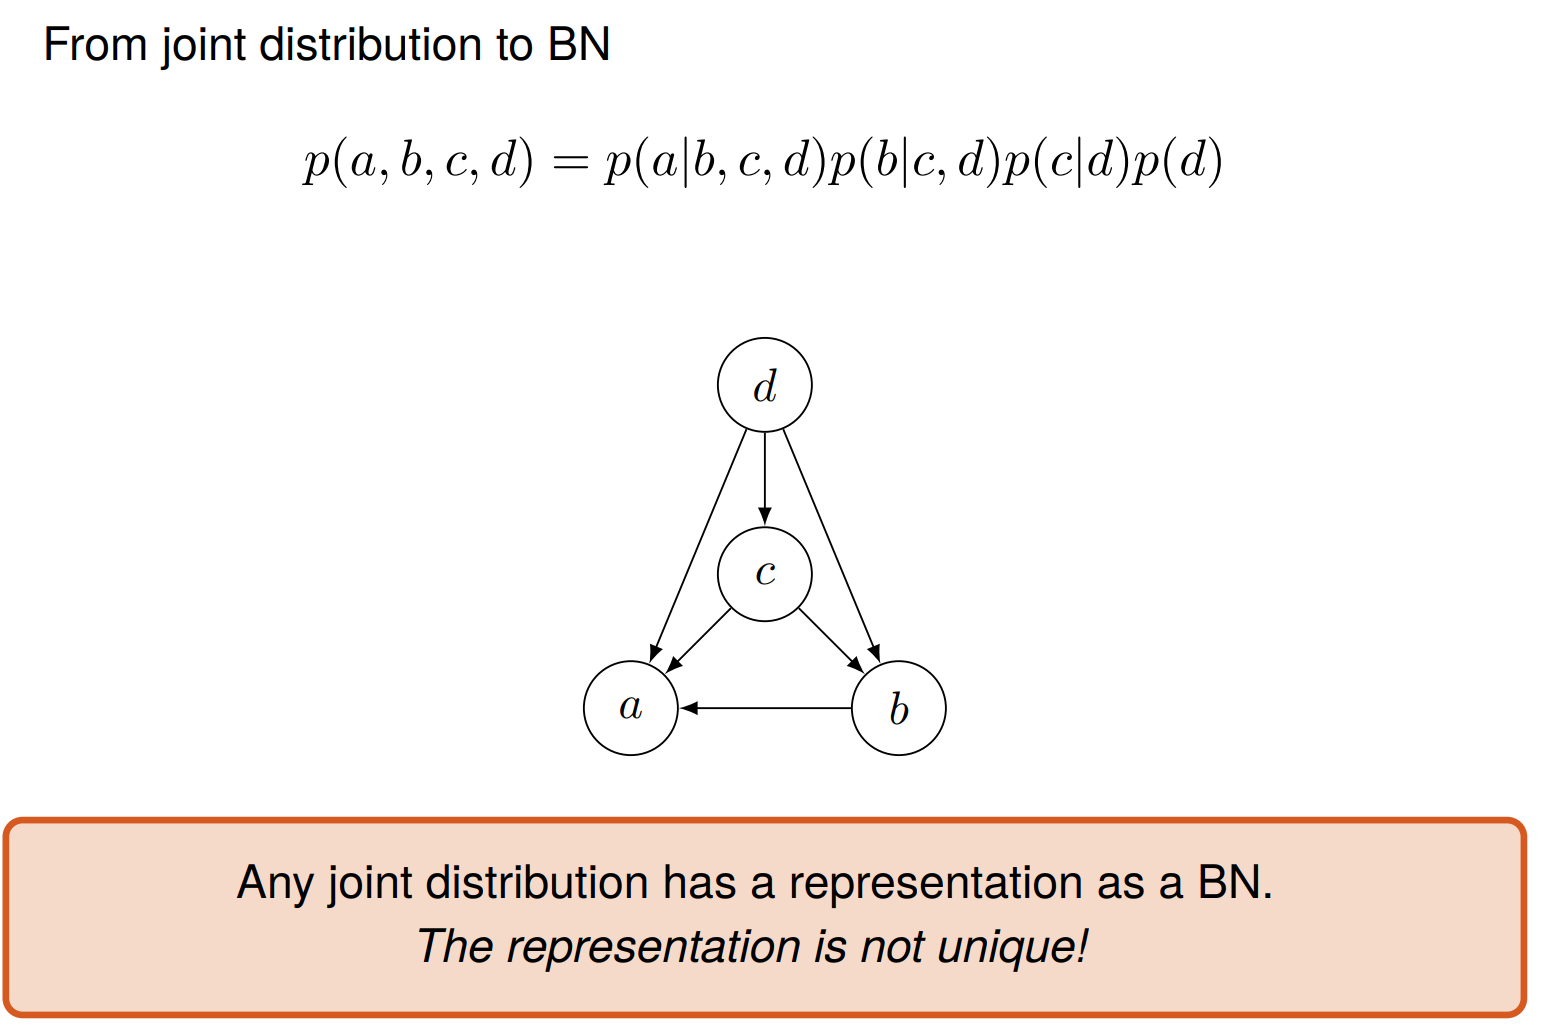 From joint distribution to BN
p(a, b, c, d) = p(a|b, c, d)p(b|c, d)p(c|d)p(d)
d
c
a
b
Any joint distribution has a representation as a BN.
The representation is not unique!